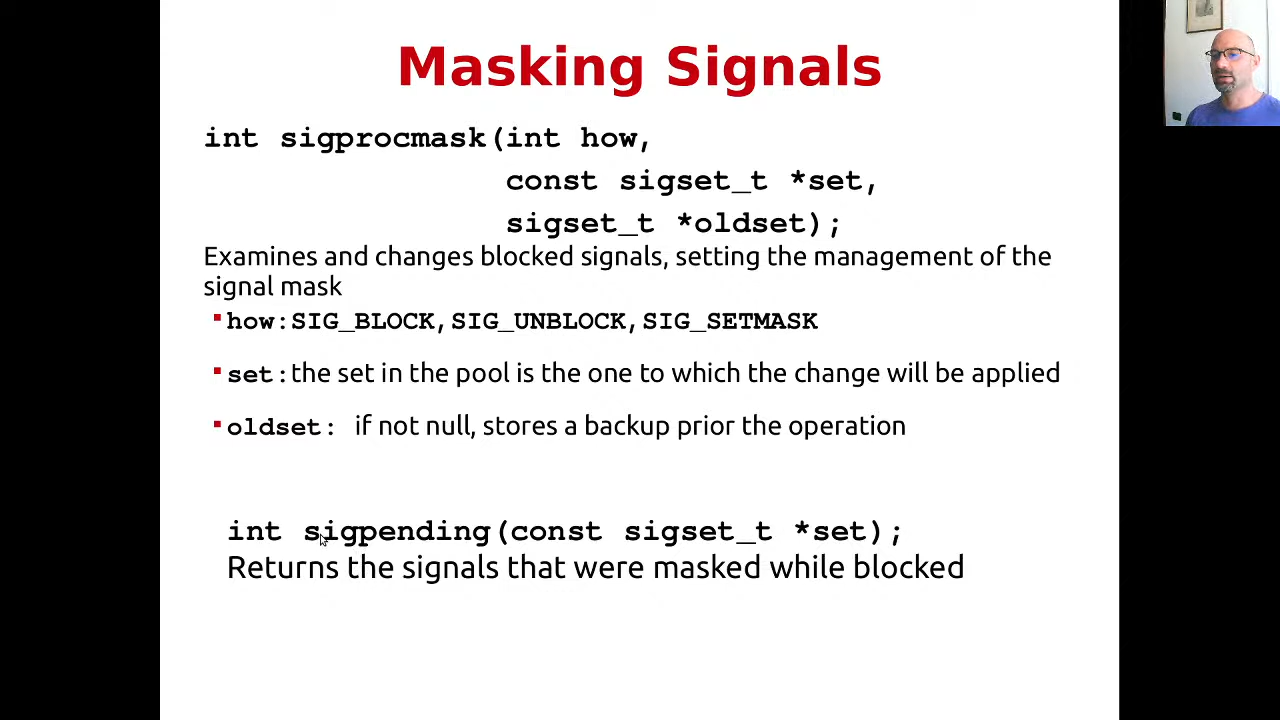 Masking Signals
int sigprocmask(int how,
const sigset_t *set,
sigset_t *oldset);
Examines and changes blocked signals, setting the management of the
signal mask
how:SIG_BLOCK,SIG_UNBLOCK,SIG_SETMASK
set:the set in the pool is the one to which the change will be applied
oldset: if not null, stores a backup prior the operation
int sigpending(const sigset_t *set);
Returns the signals that were masked while blocked